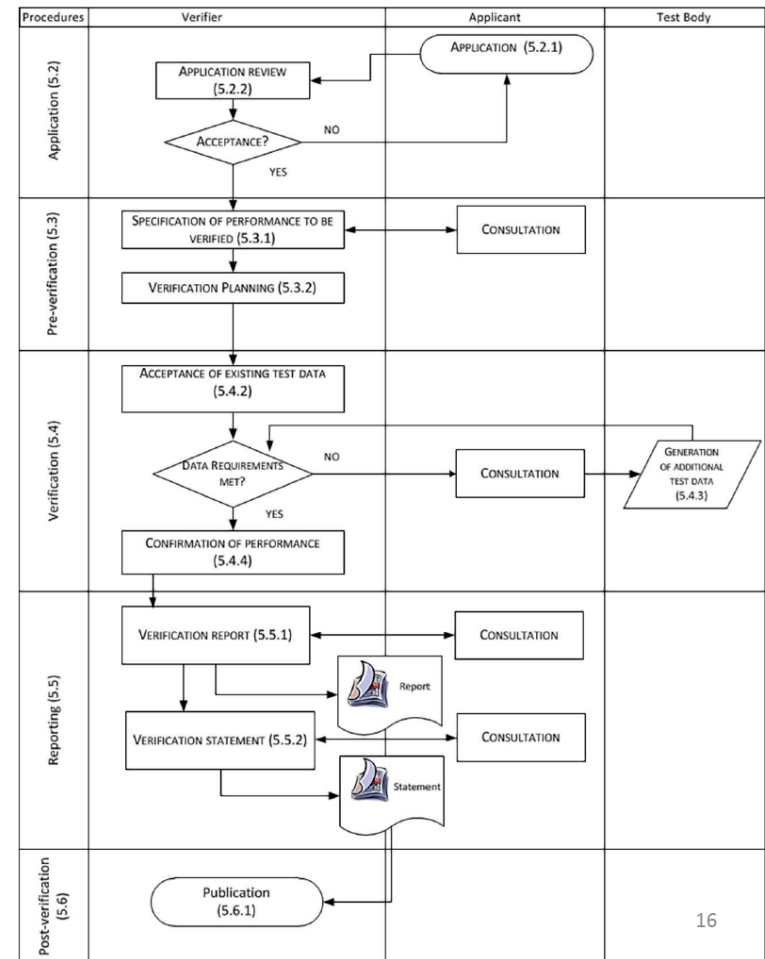 Procedures Verifier Applicant Test Body
Application (5.2)
APPLICATION (5.2.1)
APPLICATION REVIEW
(5.2.2)
ACCEPTANCE?
NO
YES
Pre-verification (5.3)
SPECIFICATION OF PERFORMANCE TO BE
VERIFIED (5.3.1)
CONSULTATION
VERIFICATION PLANNING (5.3.2)
Verification (5.4)
ACCEPTANCE OF EXISTING TEST DATA
(5.4.2)
DATA REQUIREMENTS
MET?
NO
YES
CONSULTATION
GENERATION
OF ADDITIONAL
TEST DATA
(5.4.3)
CONFIRMATION OF PERFORMANCE
(5.4.4)
Reporting (5.5)
VERIFICATION REPORT (5.5.1)
CONSULTATION
Report
VERIFICATION STATEMENT (5.5.2)
CONSULTATION
Statement
Post-verification
(5.6)
Publication
(5.6.1)
16